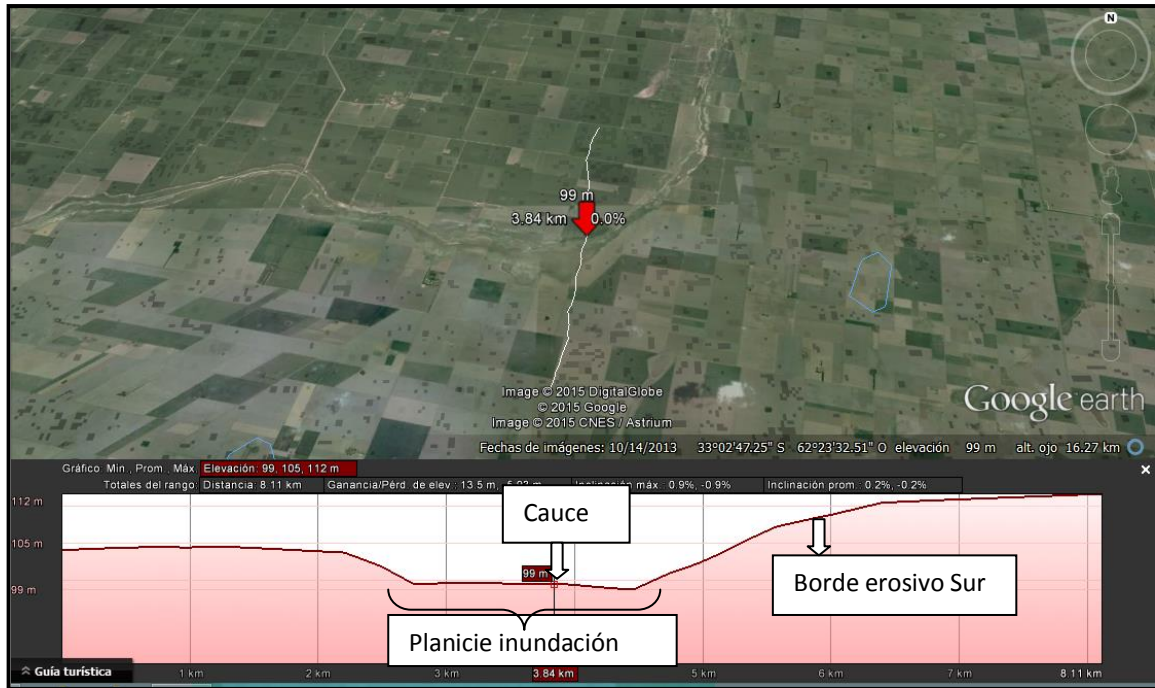 N
99 m
3.84 km 0.0%
Image © 2015 DigitalGlobe
© 2015 Google
Image © 2015 CNES / Astrium
Google earth
Fechas de imágenes: 10/14/2013 33°02'47.25" S 62°23'32.51" O elevación 99 m alt. ojo 16.27 km
Gráfico: Mín., Prom., Máx. Elevación: 99, 105, 112 m
Totales del rango: Distancia: 8.11 km Ganancia/Pérd. de elev.: 13.5 m, Inclinación máx.: 0.9%, -0.9% Inclinación prom.: 0.2%, -0.2%
112 m
105 m
99 m
Cauce
99 m
Borde erosivo Sur
Planicie inundación
Guía turística
1 km 2 km 3 km 3.84 km 5 km 6 km 7 km 8.11 km